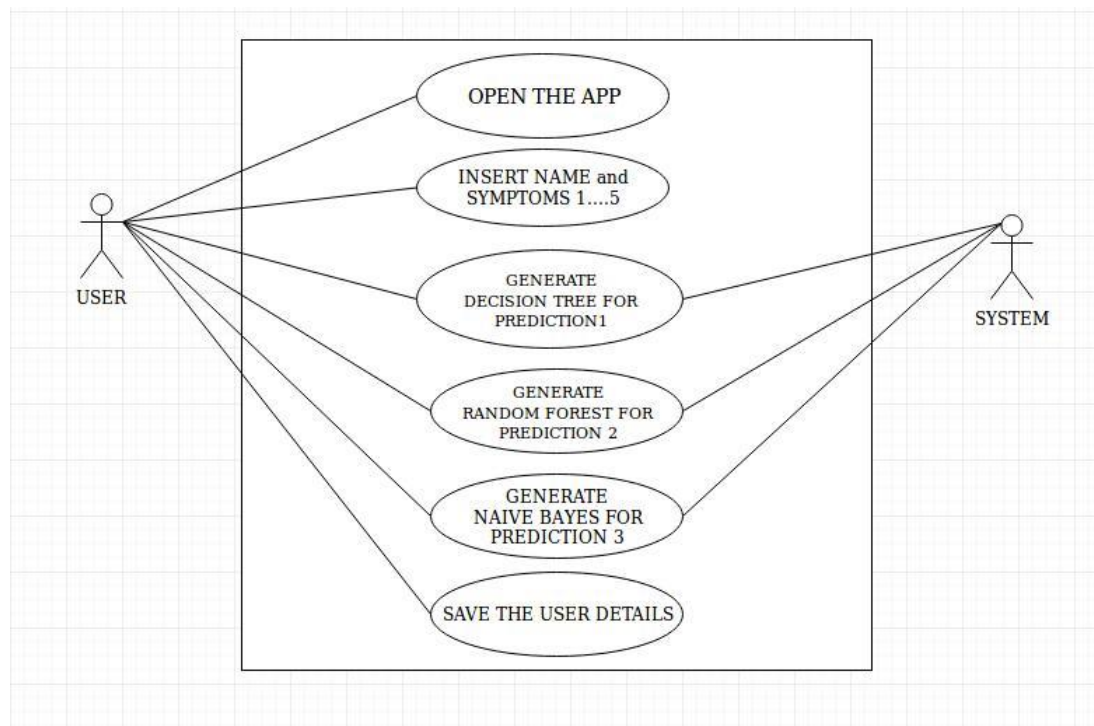 OPEN THE APP
INSERT NAME and
SYMPTOMS 1....5
GENERATE
DECISION TREE FOR
PREDICTION1
USER
SYSTEM
GENERATE
RANDOM FOREST FOR
PREDICTION 2
GENERATE
NAIVE BAYES FOR
PREDICTION 3
SAVE THE USER DETAILS